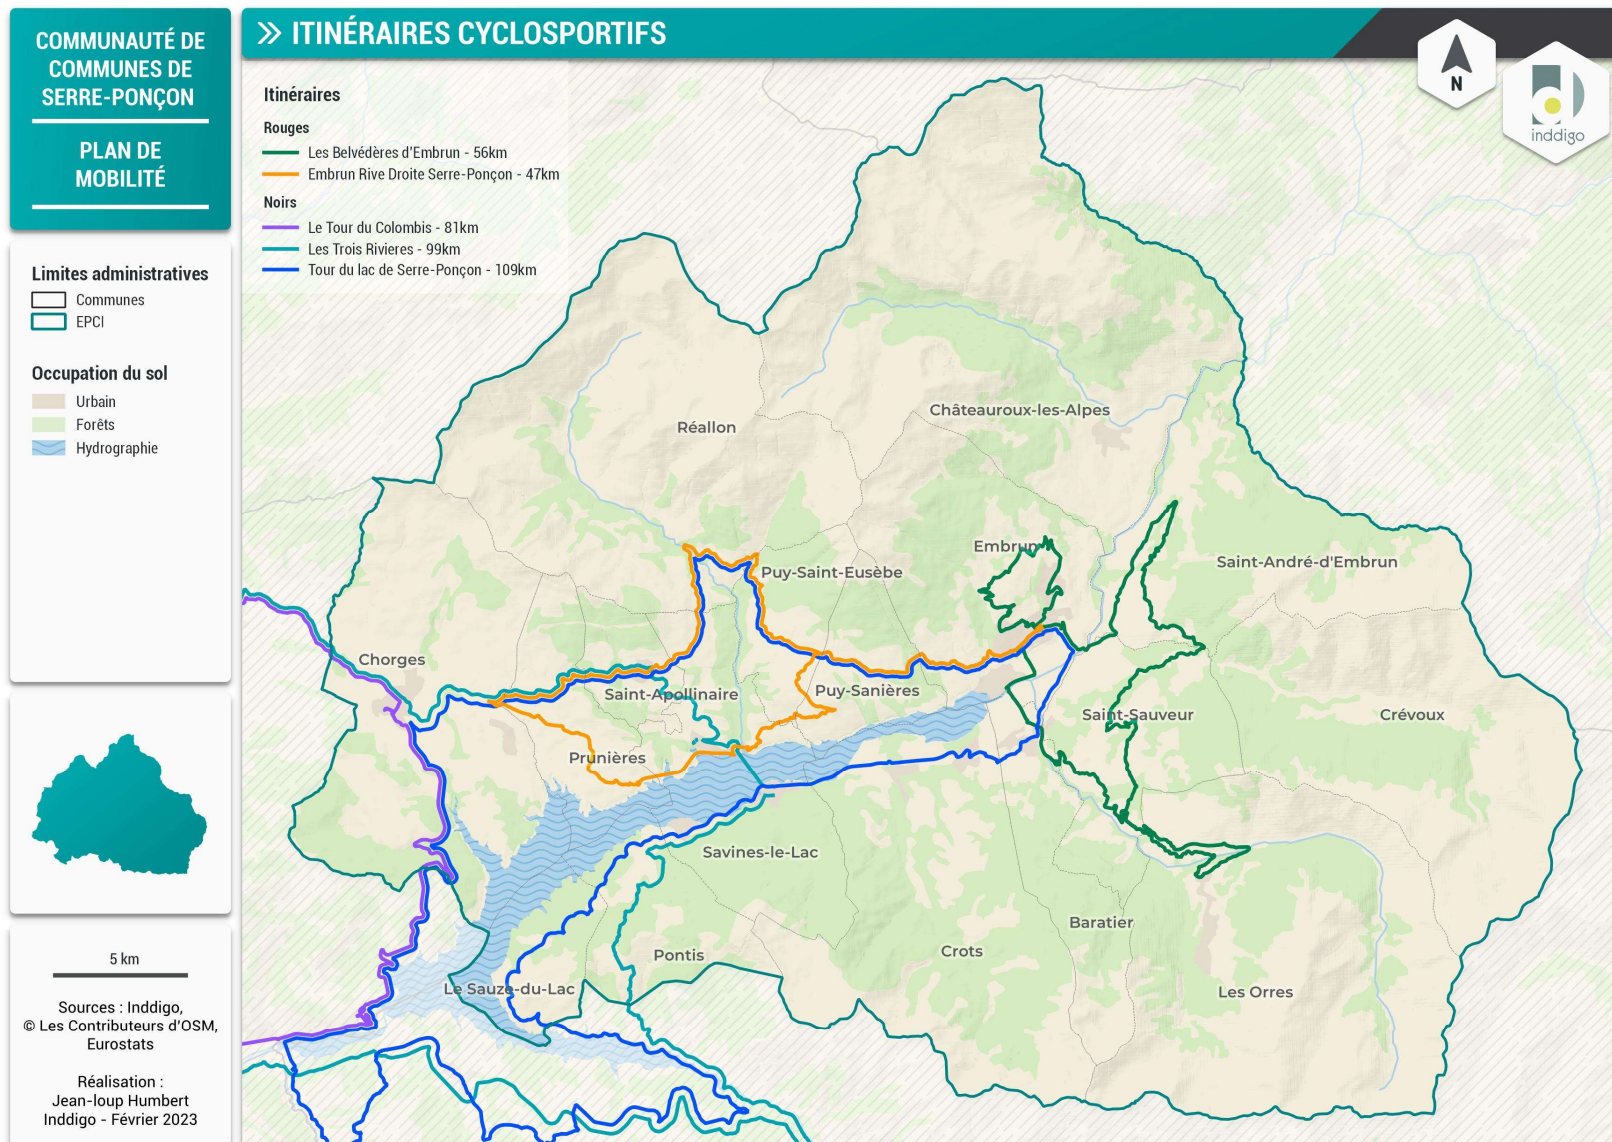 COMMUNAUTÉ DE
COMMUNES DE
SERRE-PONÇON
PLAN DE
MOBILITÉ
ITINÉRAIRES CYCLOSPORTIFS
N
inddigo
Itinéraires
Rouges
Les Belvédères d'Embrun - 56km
Embrun Rive Droite Serre-Ponçon - 47km
Noirs
Le Tour du Colombis - 81km
Les Trois Rivieres - 99km
Tour du lac de Serre-Ponçon - 109km
Limites administratives
Communes
EPCI
Occupation du sol
Urbain
Forêts
Hydrographie
Châteauroux-les-Alpes
Réallon
Embrun
Saint-André-d'Embrun
Puy-Saint-Eusèbe
Chorges
Saint-Apollinaire
Puy-Sanières
Saint-Sauveur
Crévoux
Prunières
Savines-le-Lac
Baratier
Pontis
Crots
Le Sauze-du-Lac
Les Orres
5 km
Sources : Inddigo,
© Les Contributeurs d'OSM,
Eurostats
Réalisation :
Jean-loup Humbert
Inddigo - Février 2023